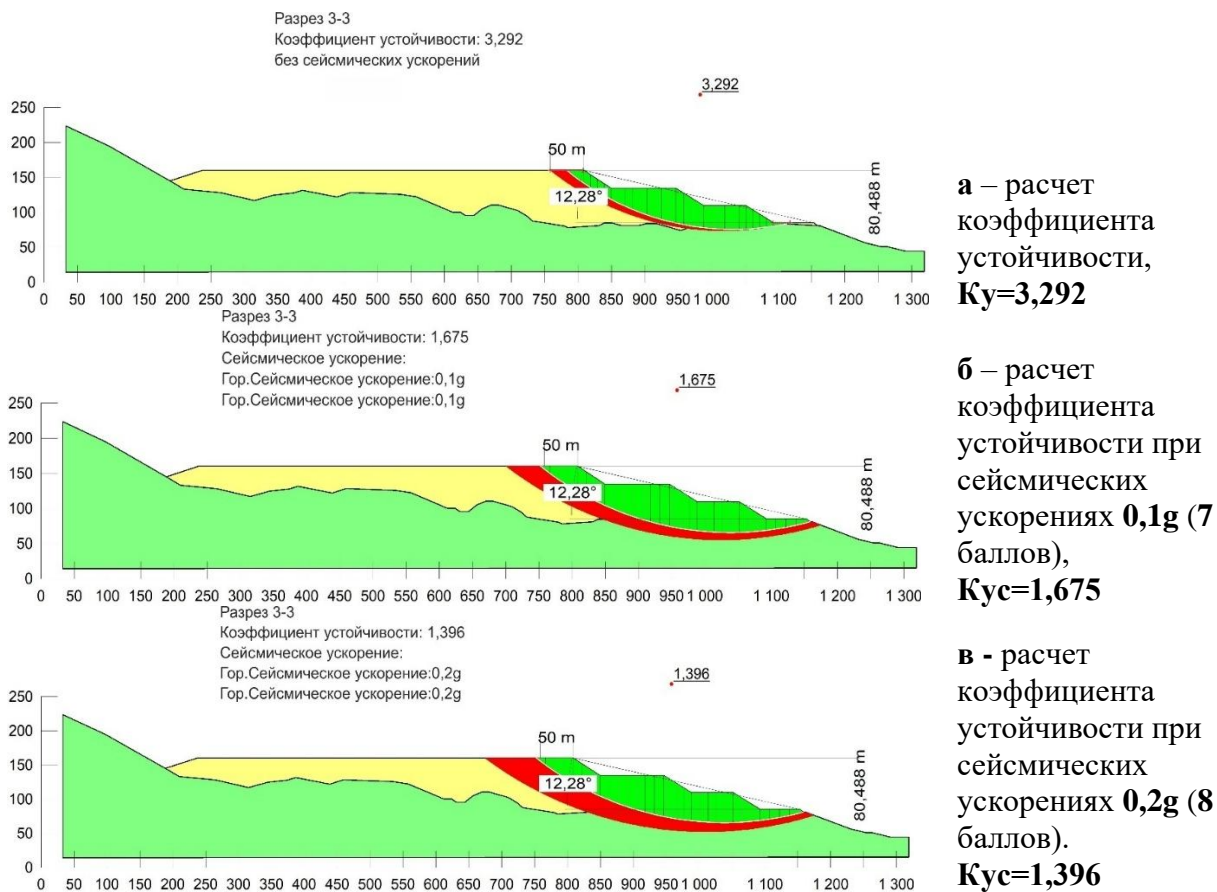 Разрез 3-3
Коэффициент устойчивости: 3,292
без сейсмических ускорений
3,292
250
200
150
100
50
0
50 m
12,28°
80,488 m
0 50 100 150 200 250 300 350 400 450 500 550 600 650 700 750 800 850 900 950 1 000 1 100 1 200 1 300
а – расчет
коэффициента
устойчивости,
Ку=3,292
Разрез 3-3
Коэффициент устойчивости: 1,675
Сейсмическое ускорение:
Гор.Сейсмическое ускорение:0,1g
Гор.Сейсмическое ускорение:0,1g
1,675
250
200
150
100
50
0
50 m
12,28°
80,488 m
0 50 100 150 200 250 300 350 400 450 500 550 600 650 700 750 800 850 900 950 1 000 1 100 1 200 1 300
б – расчет
коэффициента
устойчивости при
сейсмических
ускорениях 0,1g (7
баллов),
Кус=1,675
Разрез 3-3
Коэффициент устойчивости: 1,396
Сейсмическое ускорение:
Гор.Сейсмическое ускорение:0,2g
Гор.Сейсмическое ускорение:0,2g
1,396
250
200
150
100
50
0
50 m
12,28°
80,488 m
0 50 100 150 200 250 300 350 400 450 500 550 600 650 700 750 800 850 900 950 1 000 1 100 1 200 1 300
в - расчет
коэффициента
устойчивости при
сейсмических
ускорениях 0,2g (8
баллов).
Кус=1,396